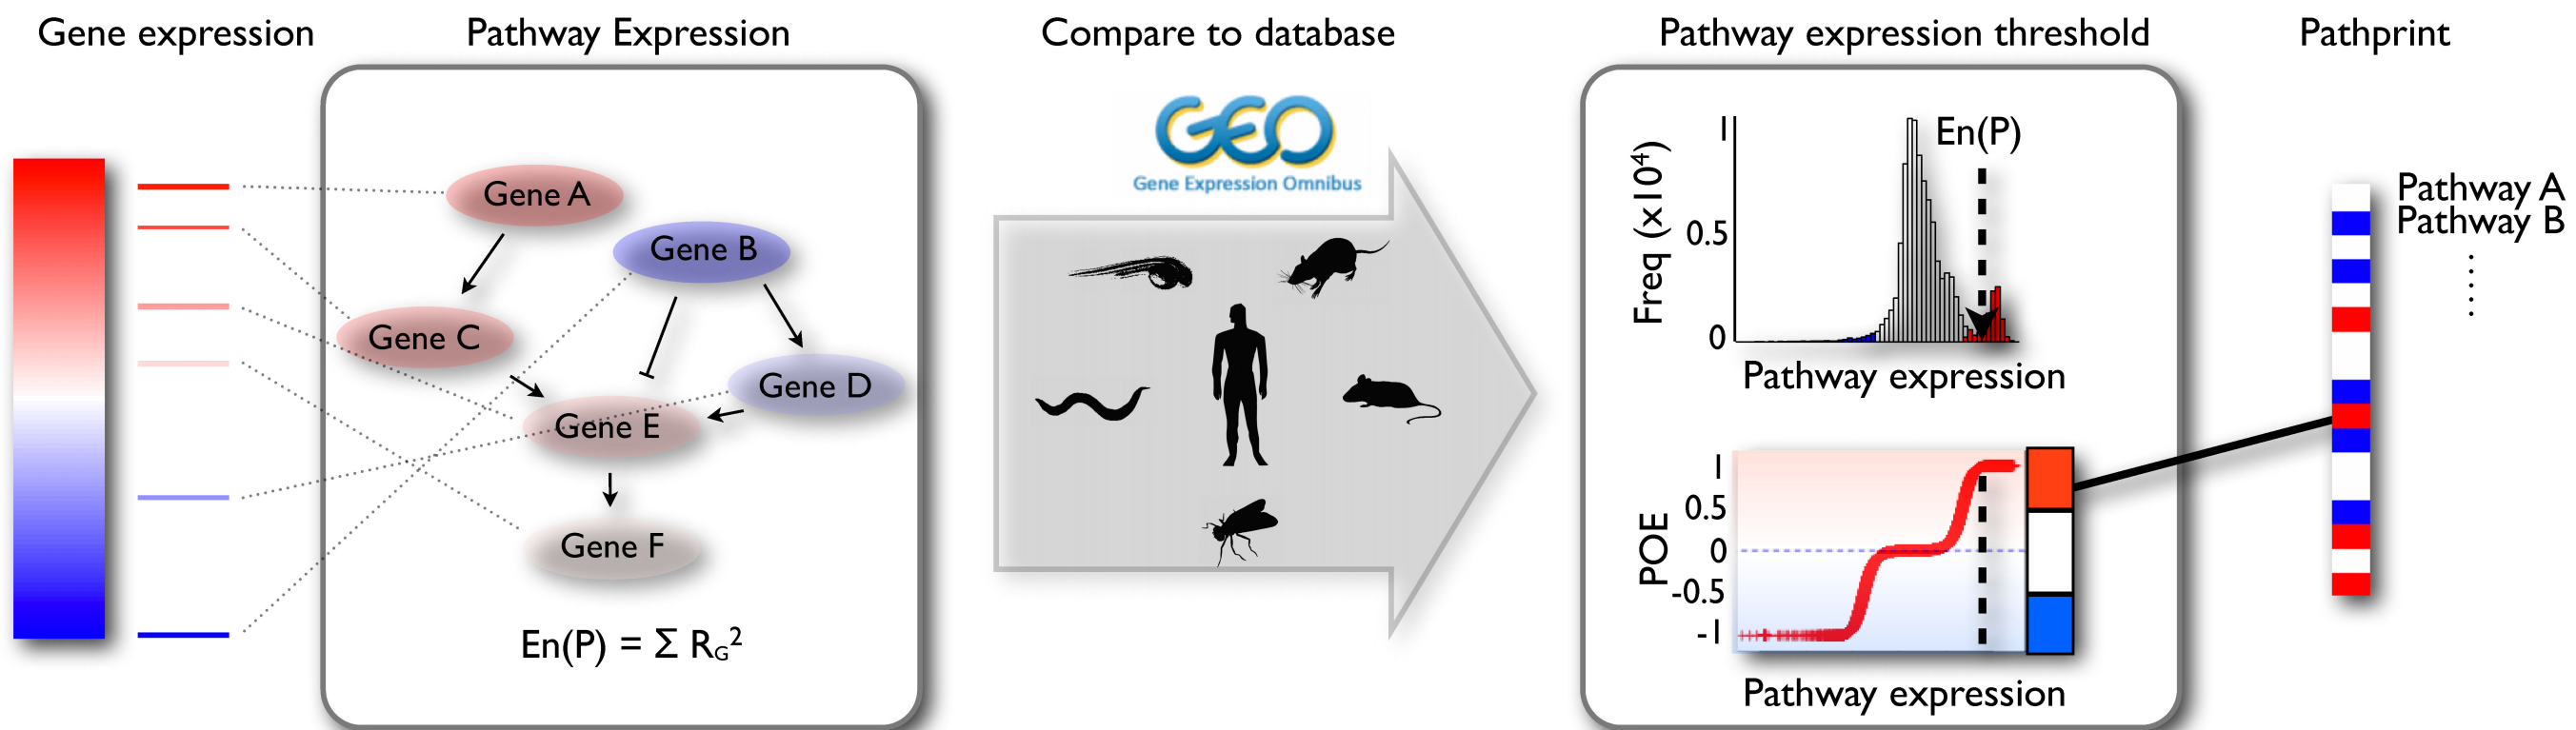 Gene expression
Pathway Expression
Compare to database
Pathway expression threshold
Pathprint
GEO
Gene Expression Omnibus
Gene A
Gene B
Gene C
Gene D
Gene E
Gene F
En(P) = Σ R_G²
Freq (x10⁴)
1
0.5
0
En(P)
Pathway expression
POE
1
0.5
0
-0.5
-1
Pathway expression
Pathway A
Pathway B